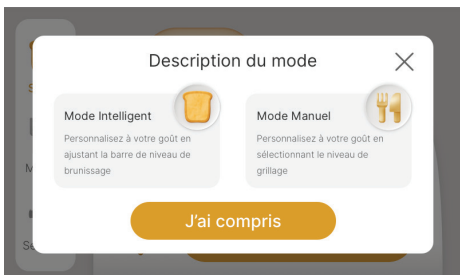 Description du mode
Mode Intelligent
Personnalisez à votre goût en
ajustant la barre de niveau de
brunissage
Mode Manuel
Personnalisez à votre goût en
sélectionnant le niveau de
grillage
J'ai compris